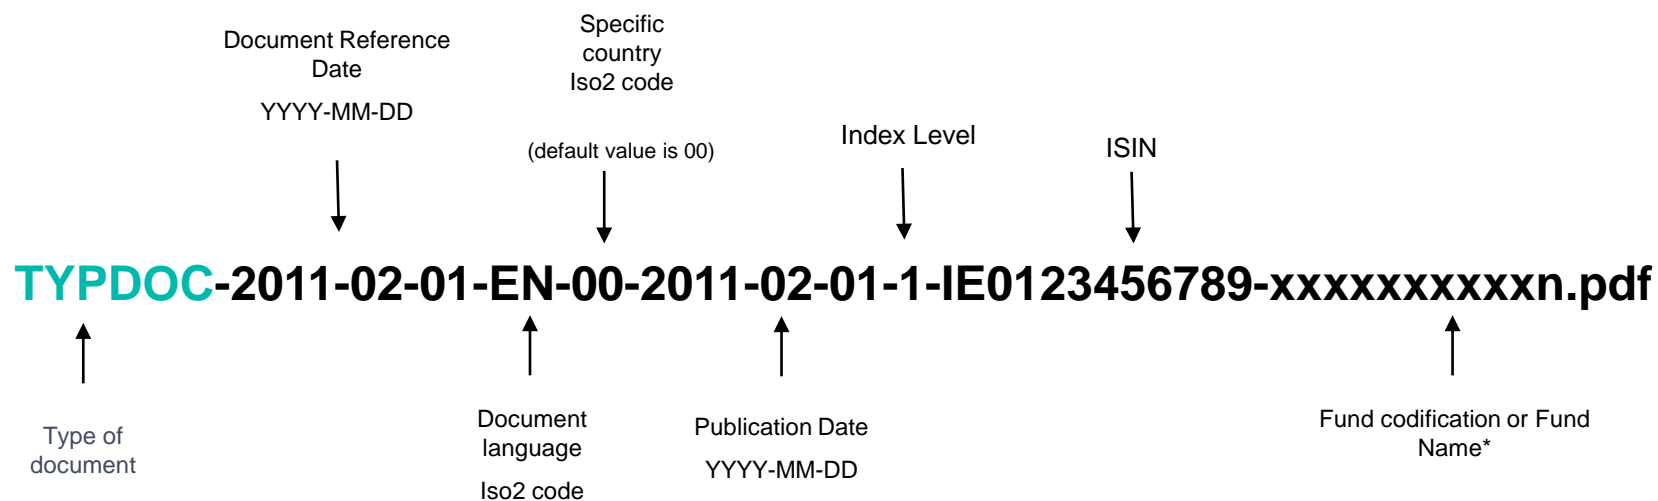 Document Reference
Date
YYYY-MM-DD
Specific
country
Iso2 code
(default value is 00)
Index Level
ISIN
TYPDOC-2011-02-01-EN-00-2011-02-01-1-IE0123456789-xxxxxxxxxxn.pdf
Type of
document
Document
language
Iso2 code
Publication Date
YYYY-MM-DD
Fund codification or Fund
Name*